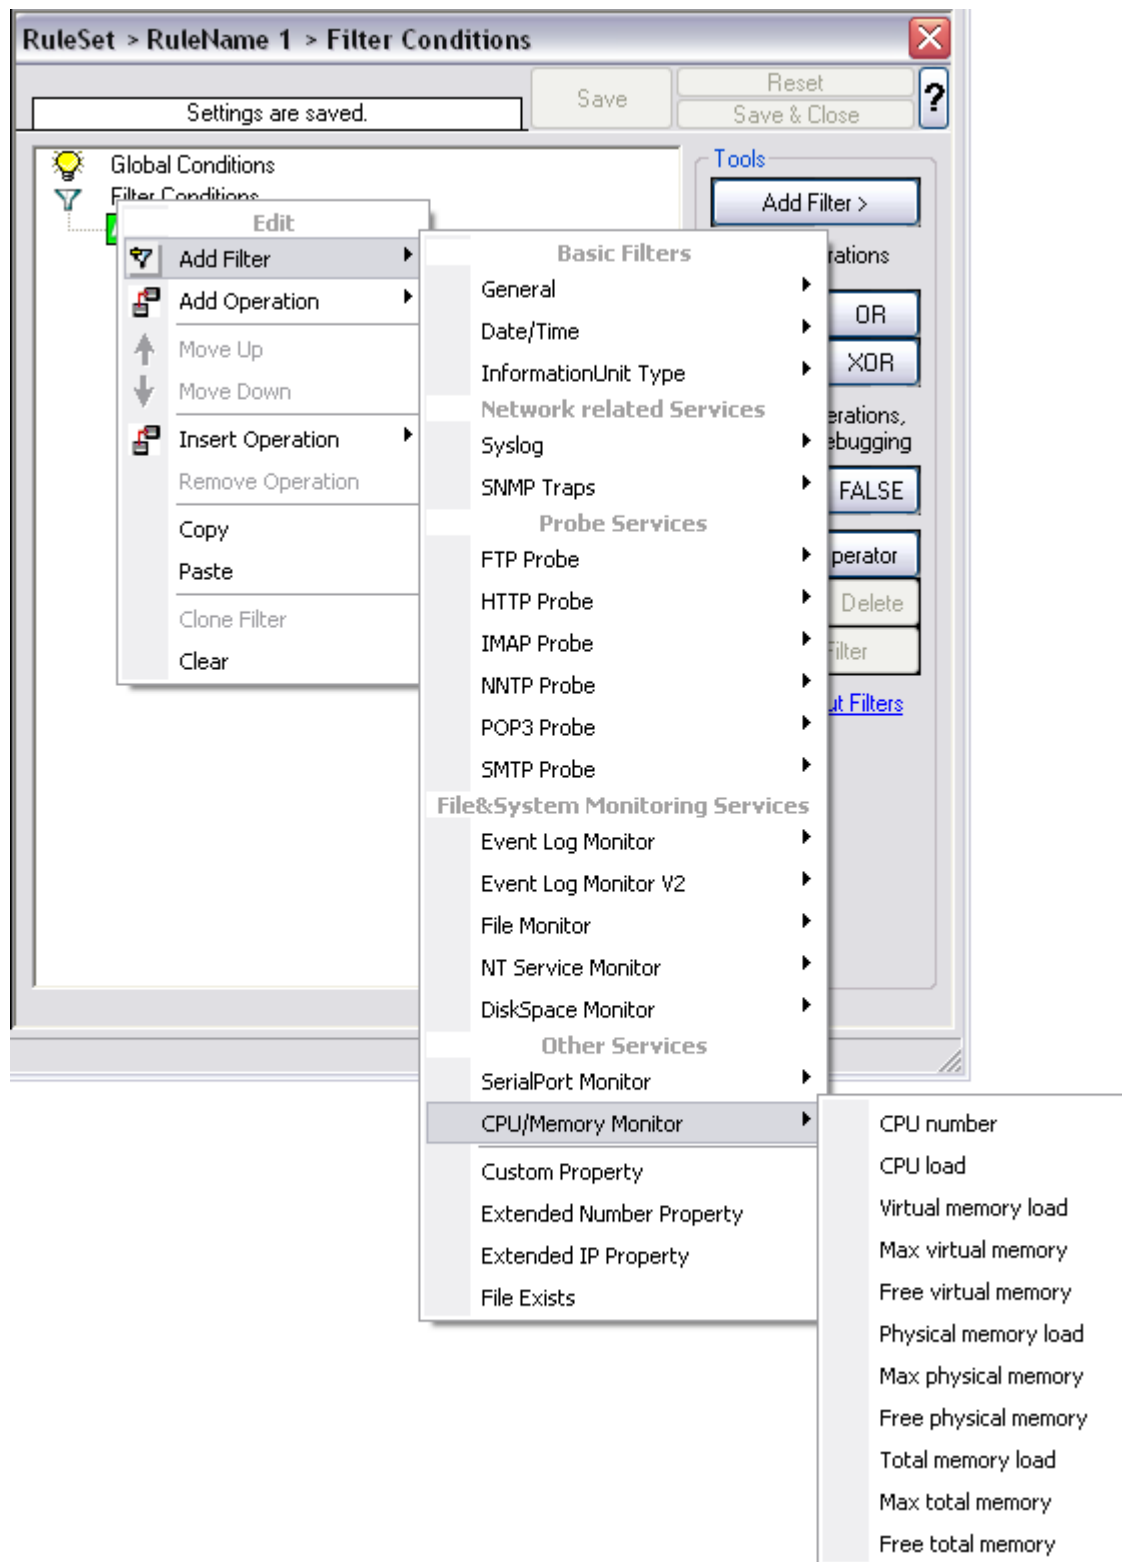 RuleSet > RuleName 1 > Filter Conditions
Settings are saved.
Save
Reset
Save & Close
?
Global Conditions
Filter Conditions
Tools
Add Filter >
OR
XOR
FALSE
Delete
Filters
Edit
Add Filter
Add Operation
Move Up
Move Down
Insert Operation
Remove Operation
Copy
Paste
Clone Filter
Clear
Basic Filters
General
Date/Time
InformationUnit Type
Network related Services
Syslog
SNMP Traps
Probe Services
FTP Probe
HTTP Probe
IMAP Probe
NNTP Probe
POP3 Probe
SMTP Probe
File&System Monitoring Services
Event Log Monitor
Event Log Monitor V2
File Monitor
NT Service Monitor
DiskSpace Monitor
Other Services
SerialPort Monitor
CPU/Memory Monitor
Custom Property
Extended Number Property
Extended IP Property
File Exists
CPU number
CPU load
Virtual memory load
Max virtual memory
Free virtual memory
Physical memory load
Max physical memory
Free physical memory
Total memory load
Max total memory
Free total memory